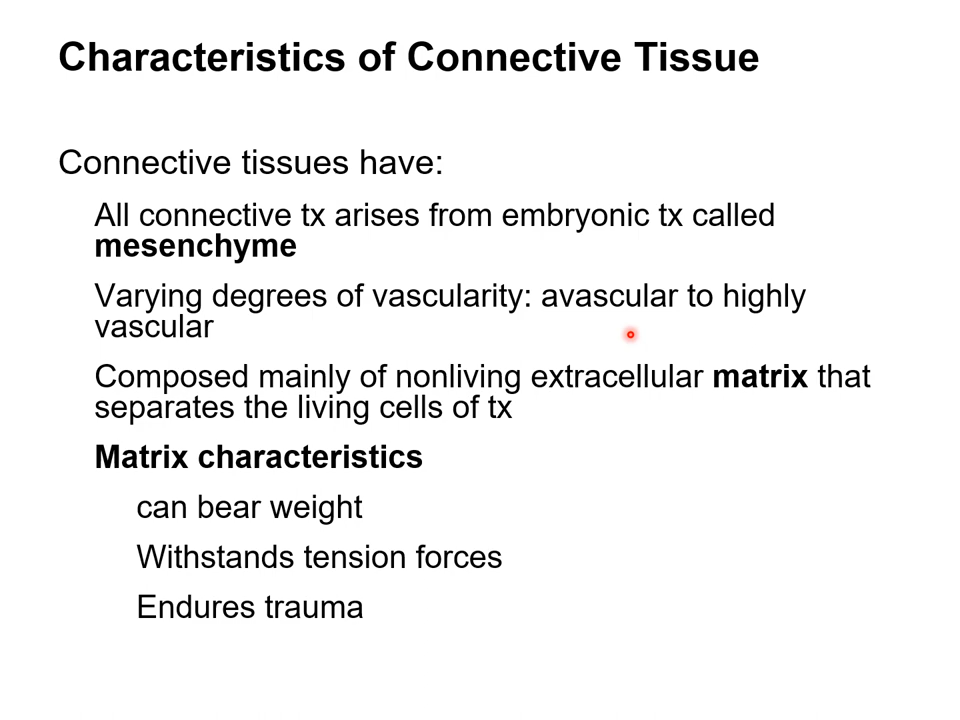 Characteristics of Connective Tissue
Connective tissues have:
All connective tx arises from embryonic tx called
mesenchyme
Varying degrees of vascularity: avascular to highly
vascular
Composed mainly of nonliving extracellular matrix that
separates the living cells of tx
Matrix characteristics
can bear weight
Withstands tension forces
Endures trauma